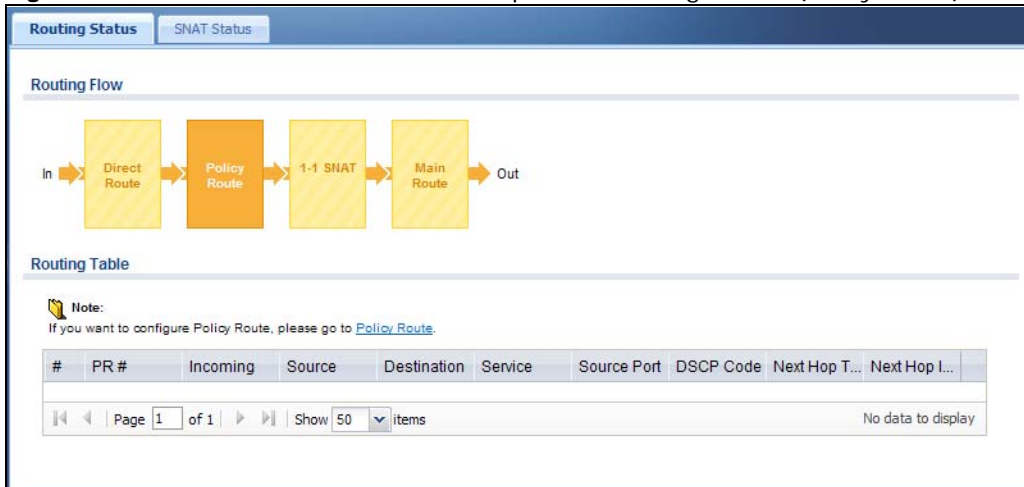 Routing Status SNAT Status
Routing Flow
In Direct Route Policy Route 1-1 SNAT Main Route Out
Routing Table
Note:
If you want to configure Policy Route, please go to Policy Route.
# PR # Incoming Source Destination Service Source Port DSCP Code Next Hop T... Next Hop I...
Page 1 of 1 Show 50 items No data to display